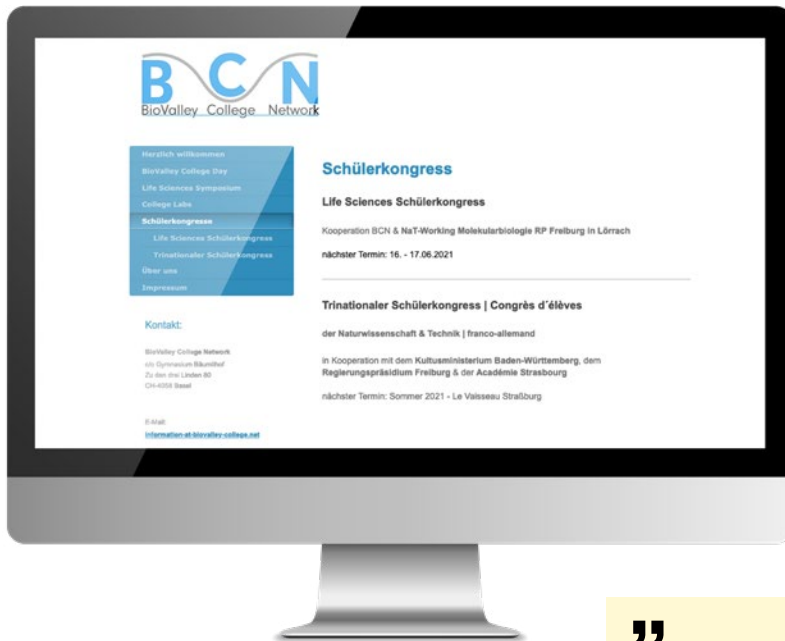 BCN
BioValley College Network
Herzlich willkommen
BioValley College Day
Life Sciences Symposium
College Labs
Schülerkongresse
Life Sciences Schülerkongress
Trinationaler Schülerkongress
Über uns
Impressum
Kontakt:
BioValley College Network
c/o Gymnasium Bäumlihof
Zu den drei Linden 80
CH-4058 Basel
E-Mail:
information-at-biovalley-college.net
Schülerkongress
Life Sciences Schülerkongress
Kooperation BCN & NaT-Working Molekularbiologie RP Freiburg in Lörrach
nächster Termin: 16. - 17.06.2021
Trinationaler Schülerkongress | Congrès d´élèves
der Naturwissenschaft & Technik | franco-allemand
in Kooperation mit dem Kultusministerium Baden-Württemberg, dem
Regierungspräsidium Freiburg & der Académie Strasbourg
nächster Termin: Sommer 2021 - Le Vaisseau Straßburg
”